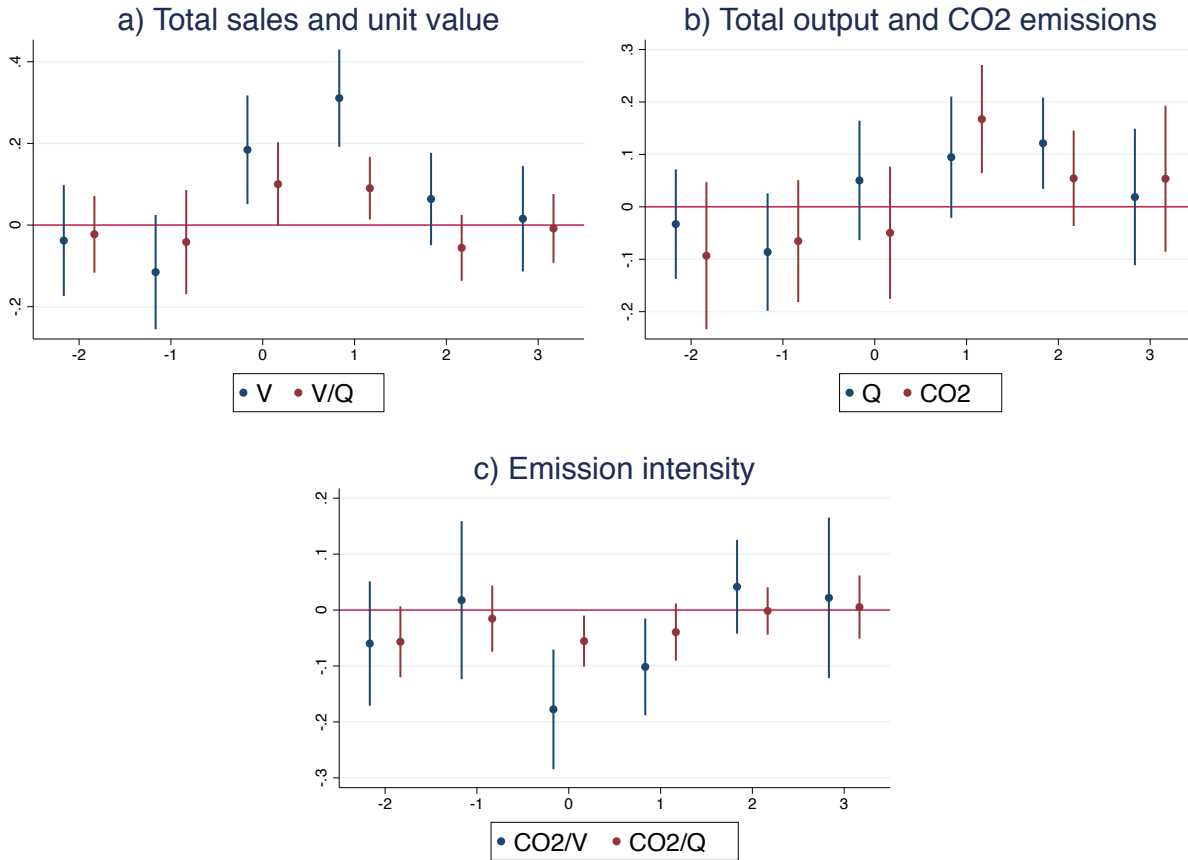 a) Total sales and unit value
.4
.2
0
-.2
-2 -1 0 1 2 3
V V/Q
b) Total output and CO2 emissions
.3
.2
.1
0
-.1
-.2
-2 -1 0 1 2 3
Q CO2
c) Emission intensity
.2
.1
0
-.1
-.2
-.3
-2 -1 0 1 2 3
CO2/V CO2/Q